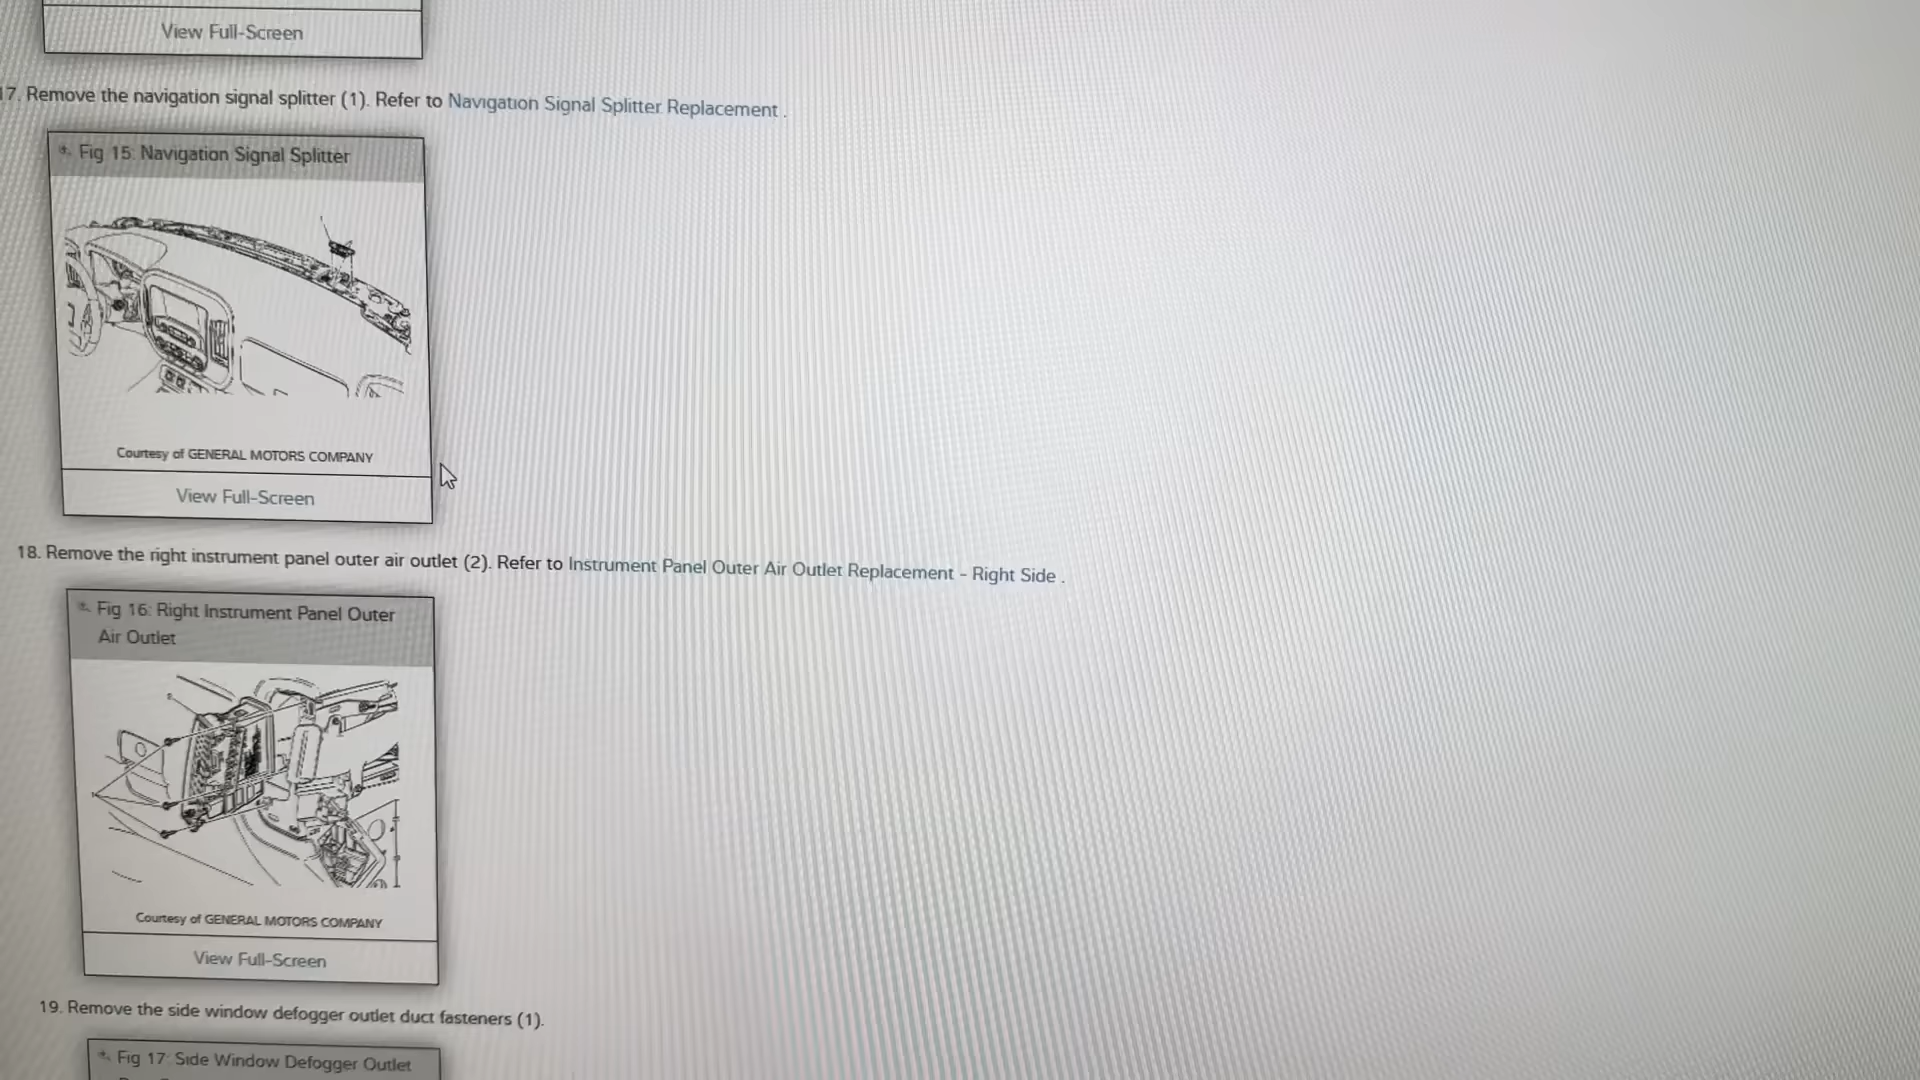 View Full-Screen
17. Remove the navigation signal splitter (1). Refer to Navigation Signal Splitter Replacement .
Fig 15: Navigation Signal Splitter
Courtesy of GENERAL MOTORS COMPANY
View Full-Screen
18. Remove the right instrument panel outer air outlet (2). Refer to Instrument Panel Outer Air Outlet Replacement - Right Side .
Fig 16: Right Instrument Panel Outer
Air Outlet
Courtesy of GENERAL MOTORS COMPANY
View Full-Screen
19. Remove the side window defogger outlet duct fasteners (1).
Fig 17: Side Window Defogger Outlet